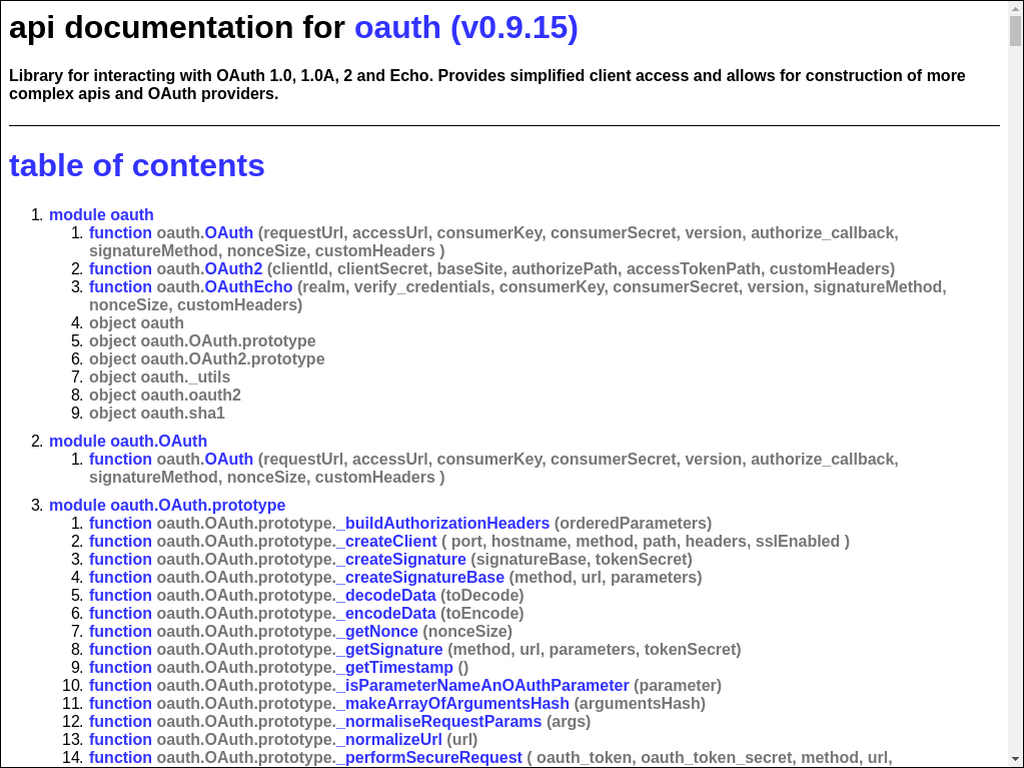 api documentation for oauth (v0.9.15)
Library for interacting with OAuth 1.0, 1.0A, 2 and Echo. Provides simplified client access and allows for construction of more
complex apis and OAuth providers.
table of contents
1. module oauth
1. function oauth.OAuth (requestUrl, accessUrl, consumerKey, consumerSecret, version, authorize_callback,
signatureMethod, nonceSize, customHeaders )
2. function oauth.OAuth2 (clientId, clientSecret, baseSite, authorizePath, accessTokenPath, customHeaders)
3. function oauth.OAuthEcho (realm, verify_credentials, consumerKey, consumerSecret, version, signatureMethod,
nonceSize, customHeaders)
4. object oauth
5. object oauth.OAuth.prototype
6. object oauth.OAuth2.prototype
7. object oauth._utils
8. object oauth.oauth2
9. object oauth.sha1
2. module oauth.OAuth
1. function oauth.OAuth (requestUrl, accessUrl, consumerKey, consumerSecret, version, authorize_callback,
signatureMethod, nonceSize, customHeaders )
3. module oauth.OAuth.prototype
1. function oauth.OAuth.prototype._buildAuthorizationHeaders (orderedParameters)
2. function oauth.OAuth.prototype._createClient ( port, hostname, method, path, headers, sslEnabled )
3. function oauth.OAuth.prototype._createSignature (signatureBase, tokenSecret)
4. function oauth.OAuth.prototype._createSignatureBase (method, url, parameters)
5. function oauth.OAuth.prototype._decodeData (toDecode)
6. function oauth.OAuth.prototype._encodeData (toEncode)
7. function oauth.OAuth.prototype._getNonce (nonceSize)
8. function oauth.OAuth.prototype._getSignature (method, url, parameters, tokenSecret)
9. function oauth.OAuth.prototype._getTimestamp ()
10. function oauth.OAuth.prototype._isParameterNameAnOAuthParameter (parameter)
11. function oauth.OAuth.prototype._makeArrayOfArgumentsHash (argumentsHash)
12. function oauth.OAuth.prototype._normaliseRequestParams (args)
13. function oauth.OAuth.prototype._normalizeUrl (url)
14. function oauth.OAuth.prototype._performSecureRequest ( oauth_token, oauth_token_secret, method, url,